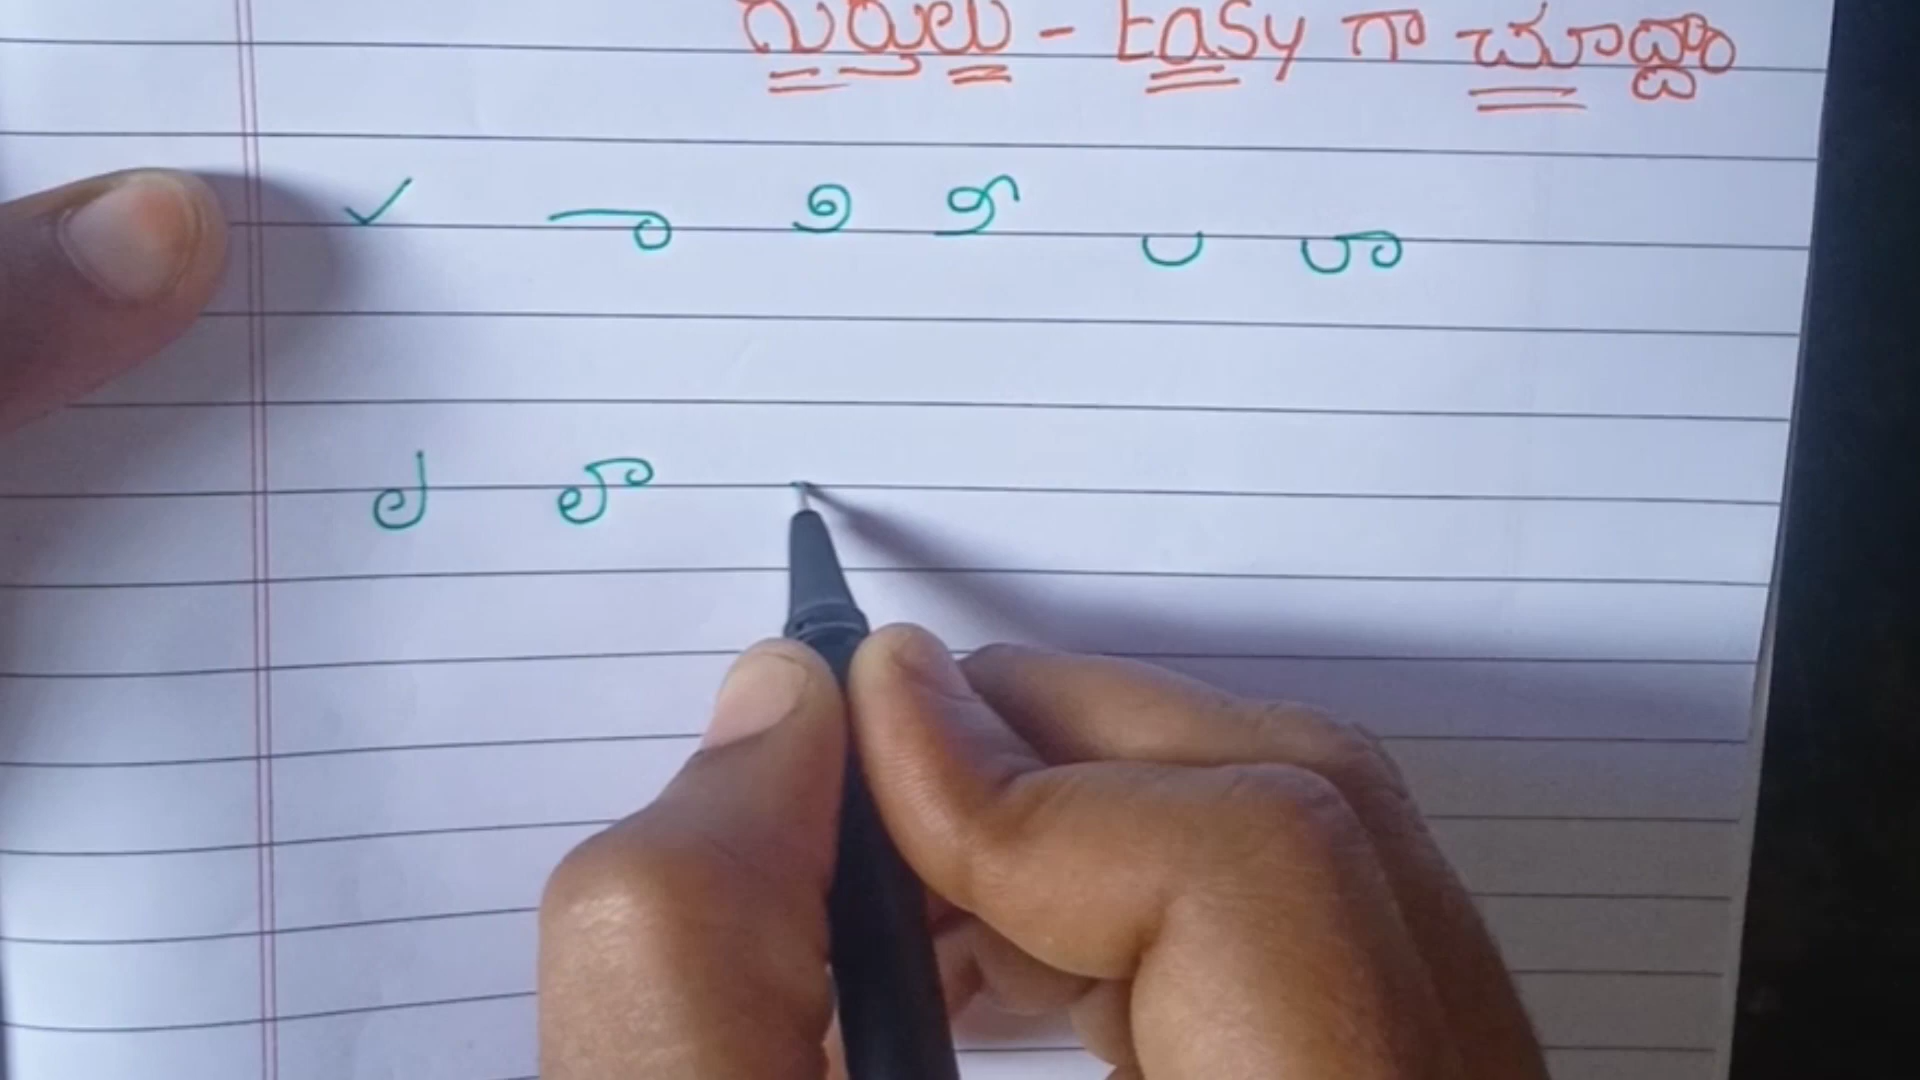 గుర్తులు - Easy గా చూద్దాం
✓ ా ి ీ ు ూ
ె ే